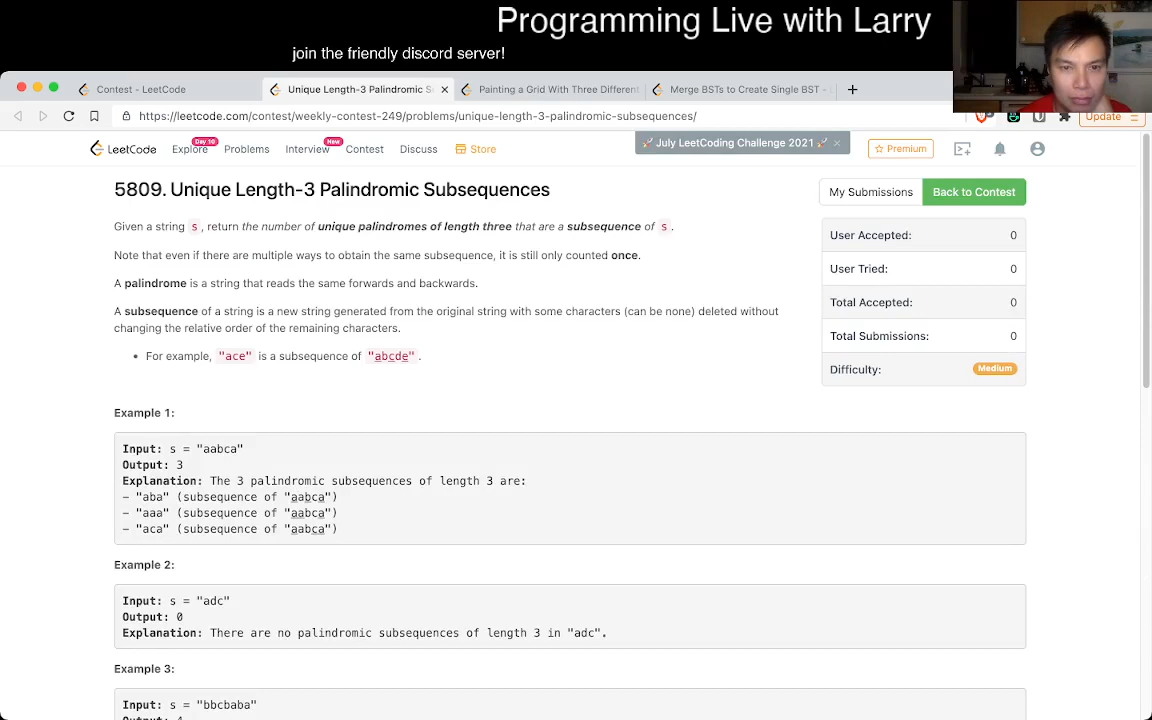 Programming Live with Larry
join the friendly discord server!
Contest - LeetCode
Unique Length-3 Palindromic S
Painting a Grid With Three Different
Merge BSTs to Create Single BST -
https://leetcode.com/contest/weekly-contest-249/problems/unique-length-3-palindromic-subsequences/
Update
LeetCode
Explore
Day 10
Problems
Interview
New
Contest
Discuss
Store
July LeetCoding Challenge 2021
Premium
5809. Unique Length-3 Palindromic Subsequences
My Submissions
Back to Contest
Given a string s, return the number of unique palindromes of length three that are a subsequence of s.
Note that even if there are multiple ways to obtain the same subsequence, it is still only counted once.
A palindrome is a string that reads the same forwards and backwards.
A subsequence of a string is a new string generated from the original string with some characters (can be none) deleted without
changing the relative order of the remaining characters.
• For example, "ace" is a subsequence of "abcde".
User Accepted: 0
User Tried: 0
Total Accepted: 0
Total Submissions: 0
Difficulty: Medium
Example 1:
Input: s = "aabca"
Output: 3
Explanation: The 3 palindromic subsequences of length 3 are:
- "aba" (subsequence of "aabca")
- "aaa" (subsequence of "aabca")
- "aca" (subsequence of "aabca")
Example 2:
Input: s = "adc"
Output: 0
Explanation: There are no palindromic subsequences of length 3 in "adc".
Example 3:
Input: s = "bbcbaba"